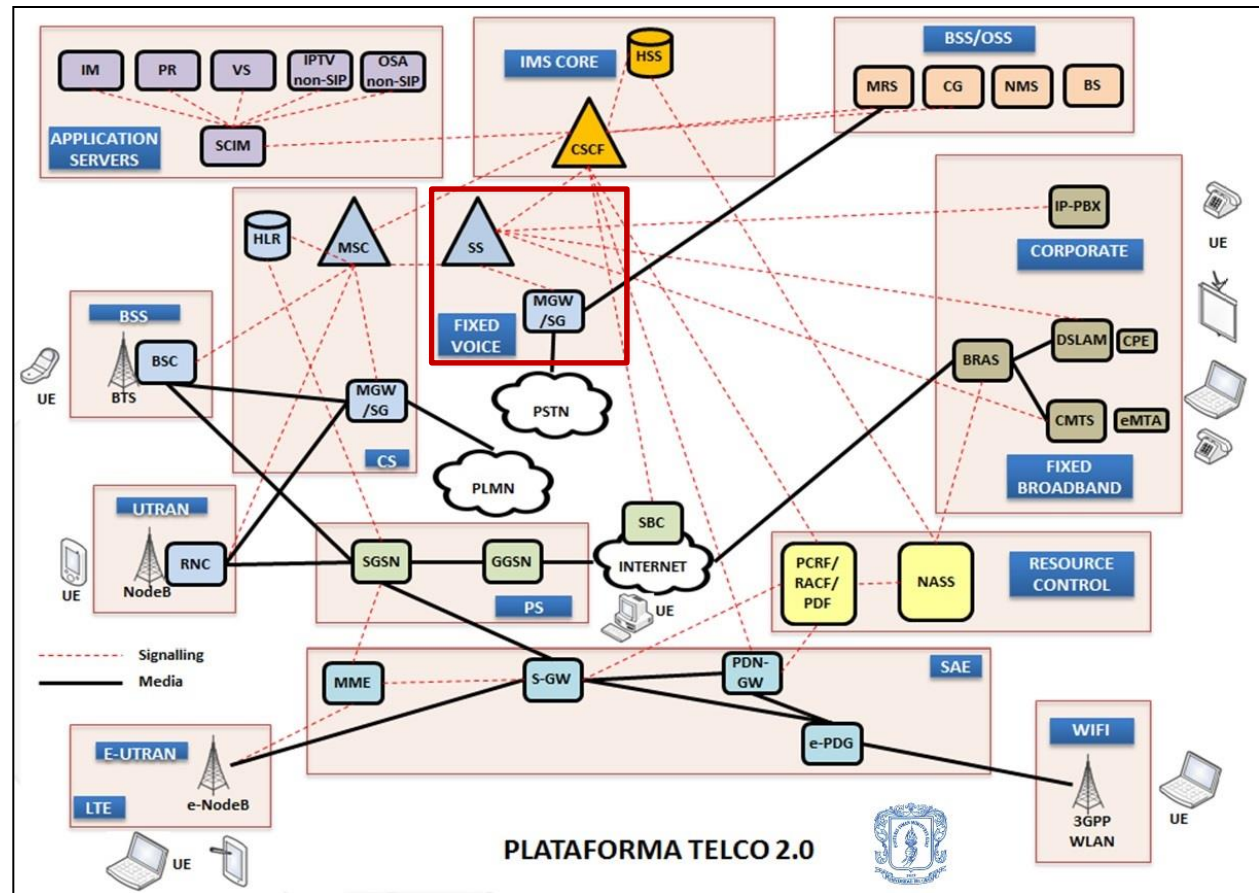 IM
PR
VS
IPTV
non-SIP
OSA
non-SIP
SCIM
APPLICATION
SERVERS
IMS CORE
HSS
CSCF
BSS/OSS
MRS
CG
NMS
BS
HLR
MSC
SS
MGW
/SG
FIXED
VOICE
PSTN
IP-PBX
CORPORATE
UE
BRAS
DSLAM
CPE
CMTS
eMTA
FIXED
BROADBAND
BSS
BSC
BTS
UE
MGW
/SG
CS
PLMN
UTRAN
RNC
NodeB
UE
SGSN
GGSN
PS
SBC
INTERNET
UE
PCRF/
RACF/
PDF
NASS
RESOURCE
CONTROL
Signalling
Media
MME
S-GW
PDN-
GW
SAE
e-PDG
E-UTRAN
e-NodeB
LTE
UE
WIFI
3GPP
WLAN
UE
PLATAFORMA TELCO 2.0